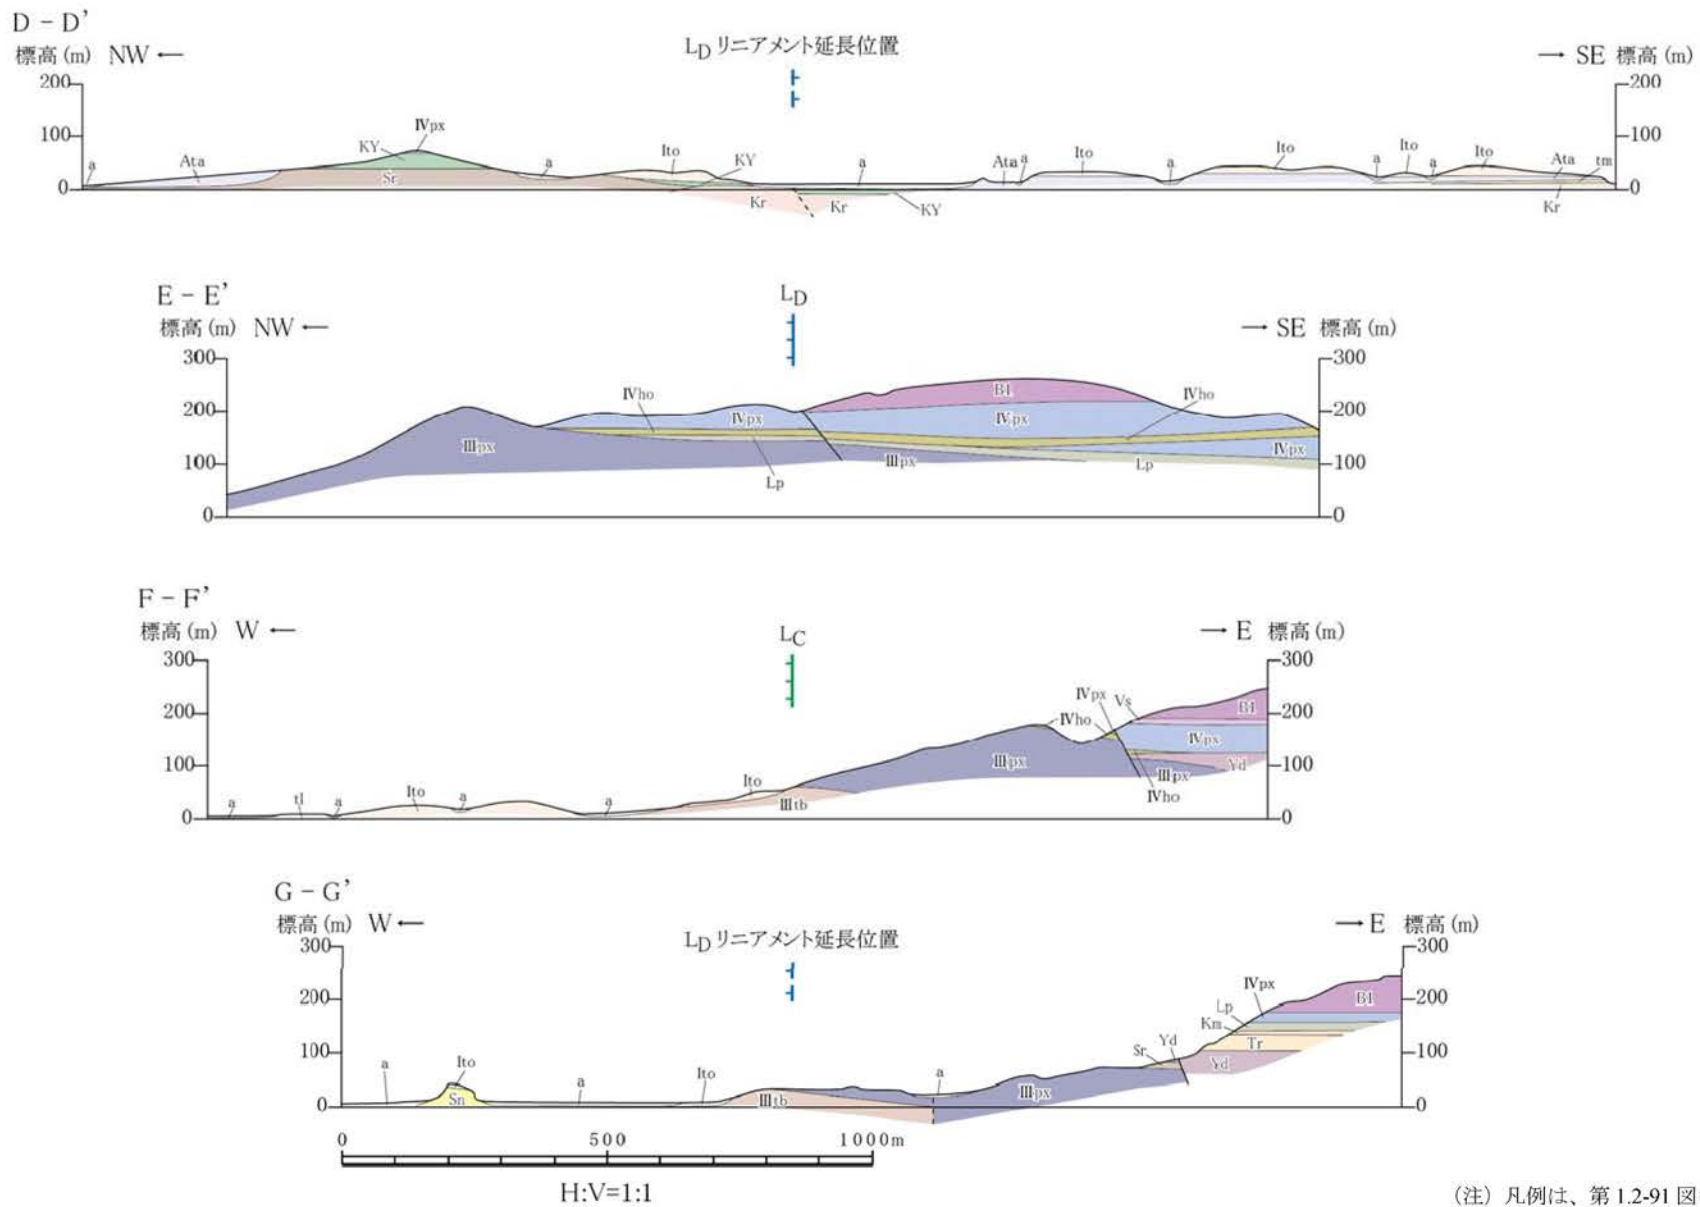 D − D’
標高(m) NW ← LD リニアメント延長位置 → SE 標高(m)
200 200
100 100
0 0
a Ata KY Ⅳpx Sr a Ito KY a Ata a Ito a Ito a Ito a Ito Ata tm
Kr Kr KY Kr
E − E’
標高(m) NW ← LD → SE 標高(m)
300 300
200 200
100 100
0 0
Ⅳho Bl Ⅳho
Ⅳpx Ⅳpx
Ⅲpx Ⅲpx Ⅳpx
Lp Lp
F − F’
標高(m) W ← LC → E 標高(m)
300 300
200 200
100 100
0 0
Ⅳpx Vs Bl
Ⅳho Ⅳpx
Ⅲpx Ⅲpx Yd
Ⅳho
a tl a Ito a a Ito Ⅲtb
G − G’
標高(m) W ← LD リニアメント延長位置 → E 標高(m)
300 300
200 200
100 100
0 0
Ⅳpx Bl
Lp
Km Tr
Sr Yd Yd
a Ito Sn a Ito Ⅲtb a Ⅲpx
0 500 1000m
H:V=1:1
(注) 凡例は、第 1.2-91 図